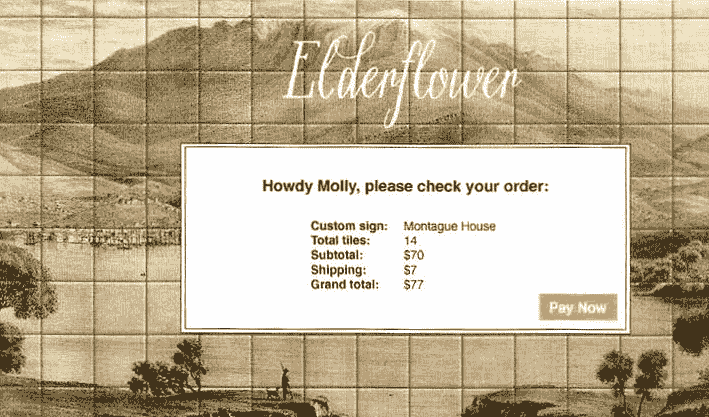 Elderflower
Howdy Molly, please check your order:
Custom sign: Montague House
Total tiles: 14
Subtotal: $70
Shipping: $7
Grand total: $77
Pay Now